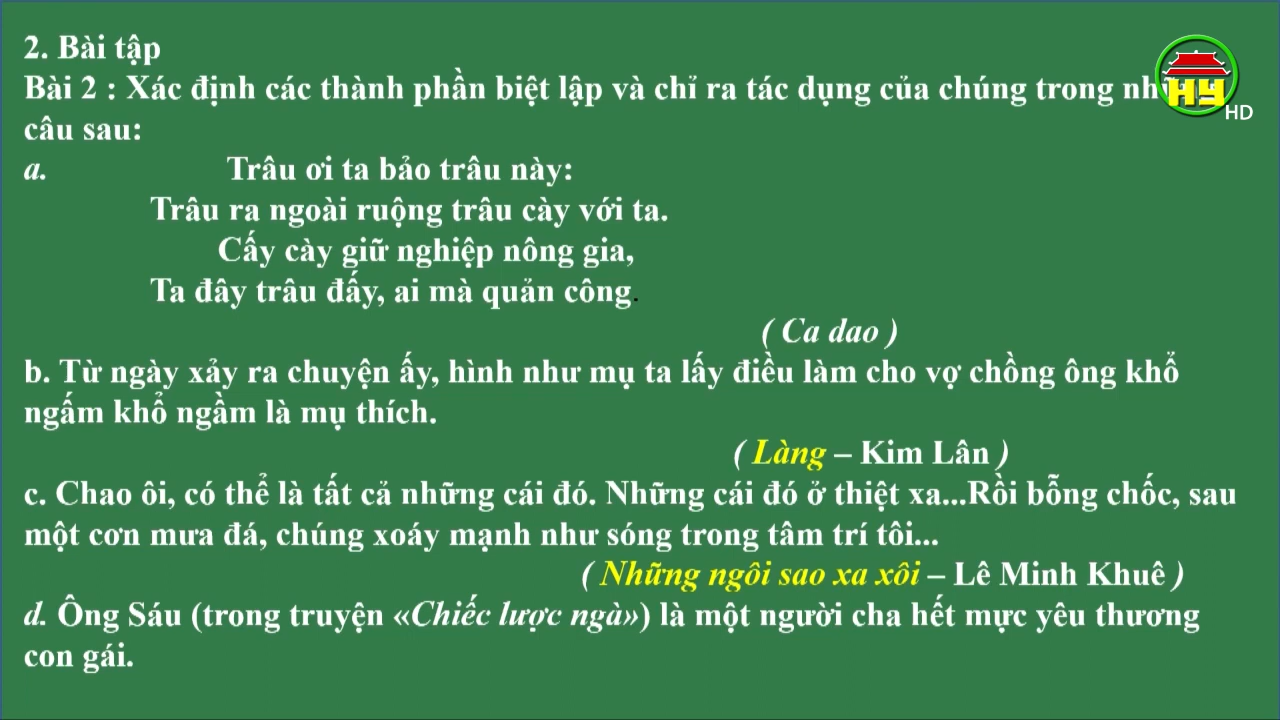 2. Bài tập
Bài 2 : Xác định các thành phần biệt lập và chỉ ra tác dụng của chúng trong
câu sau:
a. Trâu ơi ta bảo trâu này:
Trâu ra ngoài ruộng trâu cày với ta.
Cấy cày giữ nghiệp nông gia,
Ta đây trâu đấy, ai mà quản công.
( Ca dao )
b. Từ ngày xảy ra chuyện ấy, hình như mụ ta lấy điều làm cho vợ chồng ông khổ
ngấm khổ ngầm là mụ thích.
( Làng – Kim Lân )
c. Chao ôi, có thể là tất cả những cái đó. Những cái đó ở thiệt xa...Rồi bỗng chốc, sau
một cơn mưa đá, chúng xoáy mạnh như sóng trong tâm trí tôi...
( Những ngôi sao xa xôi – Lê Minh Khuê )
d. Ông Sáu (trong truyện «Chiếc lược ngà») là một người cha hết mực yêu thương
con gái.
HY
HD